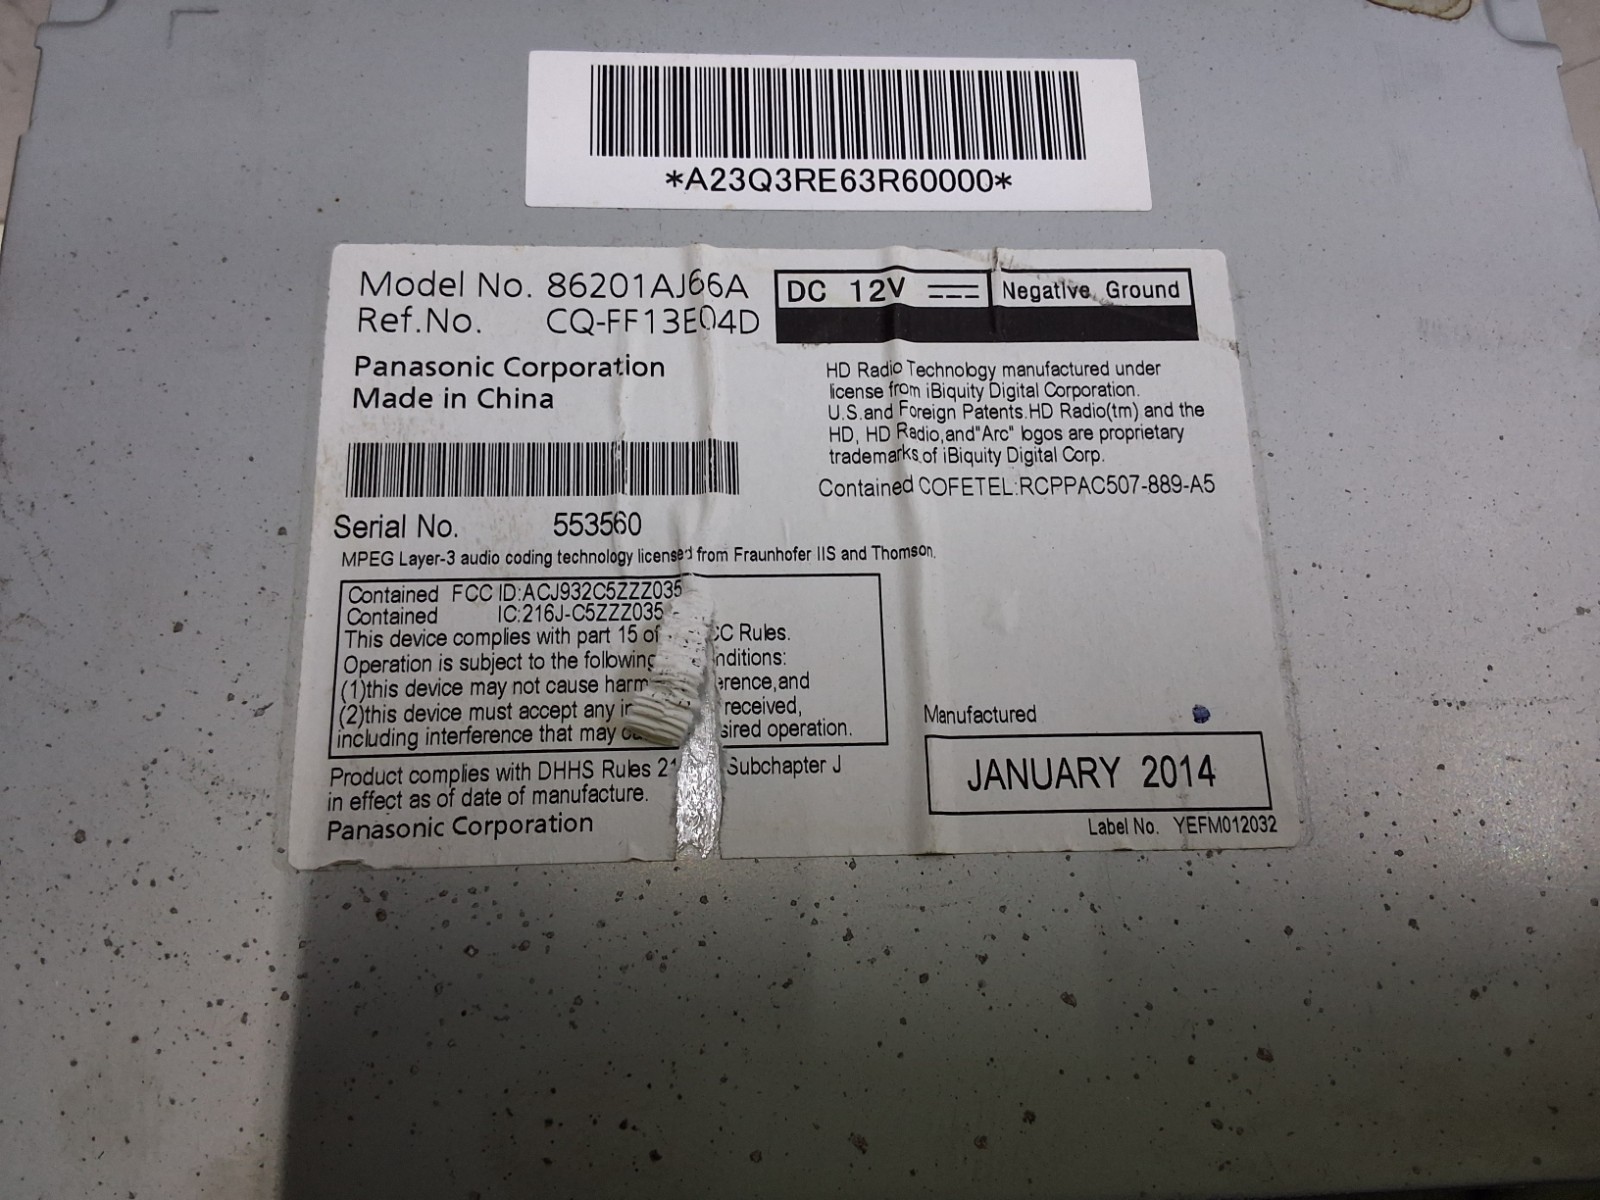 *A23Q3RE63R60000*
Model No. 86201AJ66A
Ref.No. CQ-FF13E04D
DC 12V Negative Ground
Panasonic Corporation
Made in China
HD Radio Technology manufactured under
license from iBiquity Digital Corporation.
U.S.and Foreign Patents.HD Radio(tm) and the
HD, HD Radio,and"Arc" logos are proprietary
trademarks of iBiquity Digital Corp.
Contained COFETEL:RCPPAC507-889-A5
Serial No. 553560
MPEG Layer-3 audio coding technology licensed from Fraunhofer IIS and Thomson.
Contained FCC ID:ACJ932C5ZZZ035
Contained IC:216J-C5ZZZ035
This device complies with part 15 of Rules.
Operation is subject to the following
(1)this device may not cause and
(2)this device must accept any received,
including interference that may operation.
Product complies with DHHS Rules Subchapter J
in effect as of date of manufacture.
Panasonic Corporation
Manufactured
JANUARY 2014
Label No. YEFM012032